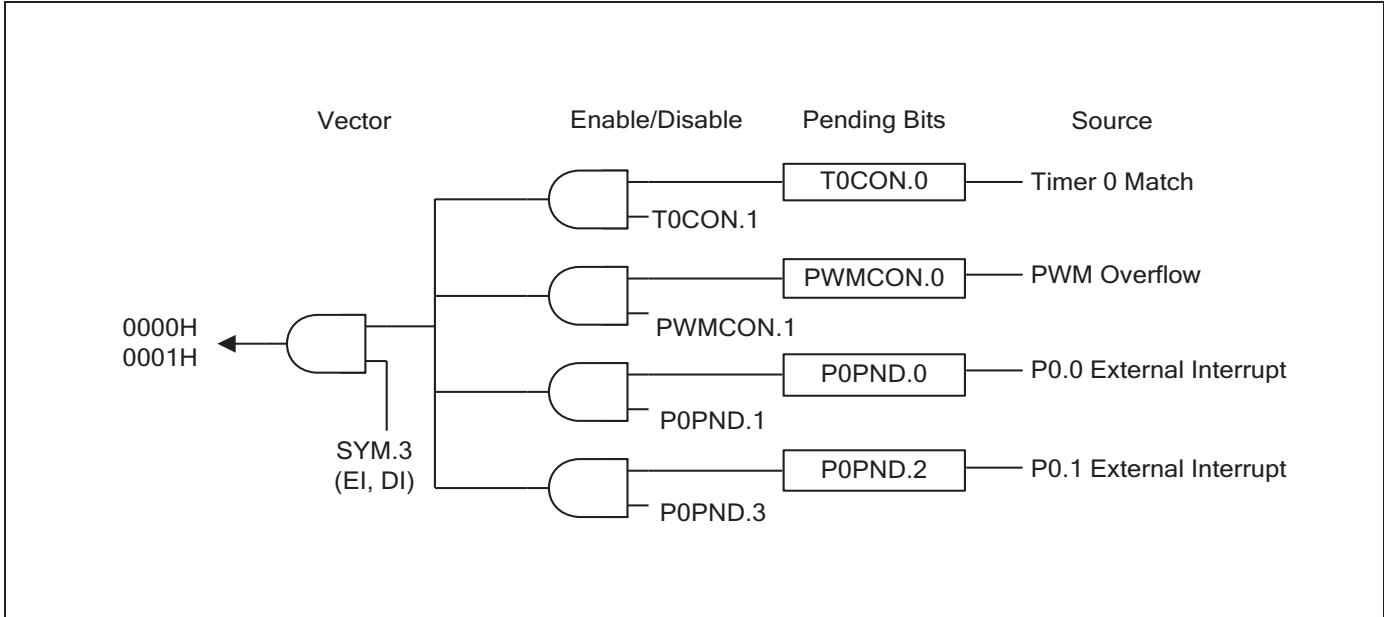 Vector Enable/Disable Pending Bits Source
T0CON.0 Timer 0 Match
T0CON.1
PWMCON.0 PWM Overflow
PWMCON.1
0000H
0001H
P0PND.0 P0.0 External Interrupt
P0PND.1
SYM.3
(EI, DI)
P0PND.2 P0.1 External Interrupt
P0PND.3